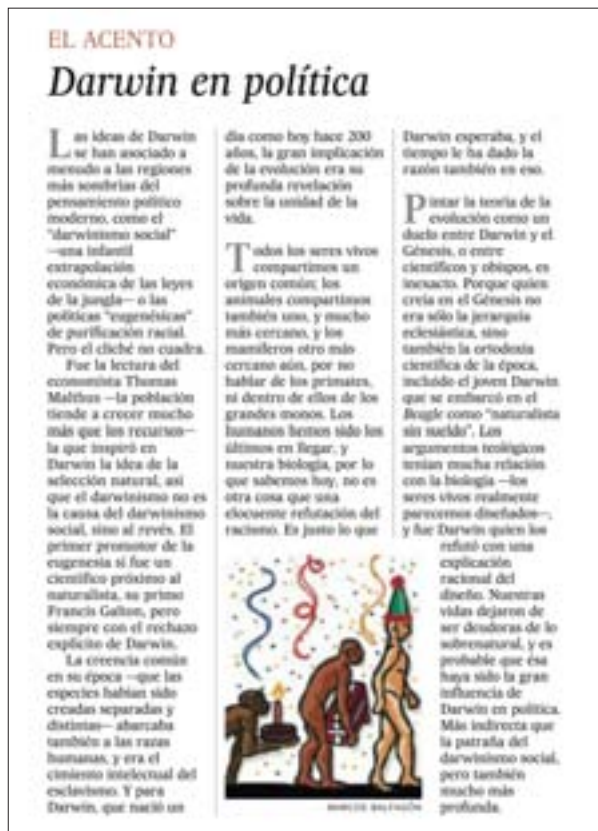 EL ACENTO
Darwin en política
Las ideas de Darwin
se han asociado a
menudo a las regiones
más sombrías del
pensamiento político
moderno, como el
"darwinismo social"
—una infantil
extrapolación
económica de las leyes
de la jungla— o las
políticas "eugenésicas"
de purificación racial.
Pero el cliché no cuadra.
Fue la lectura del
economista Thomas
Malthus —la población
tiende a crecer mucho
más que los recursos—
la que inspiró en
Darwin la idea de la
selección natural, así
que el darwinismo no es
la causa del darwinismo
social, sino al revés. El
primer promotor de la
eugenesia sí fue un
científico próximo al
naturalista, su primo
Francis Galton, pero
siempre con el rechazo
explícito de Darwin.
La creencia común
en su época —que las
especies habían sido
creadas separadas y
distintas— abarcaba
también a las razas
humanas, y era el
cimiento intelectual del
esclavismo. Y para
Darwin, que nació un
día como hoy hace 200
años, la gran implicación
de la evolución era su
profunda revelación
sobre la unidad de la
vida.
Todos los seres vivos
compartimos un
origen común; los
animales compartimos
también uno, y mucho
más cercano, y los
mamíferos otro más
cercano aún, por no
hablar de los primates,
ni dentro de ellos de los
grandes monos. Los
humanos hemos sido los
últimos en llegar, y
nuestra biología, por lo
que sabemos hoy, no es
otra cosa que una
elocuente refutación del
racismo. Es justo lo que
Darwin esperaba, y el
tiempo le ha dado la
razón también en eso.
Pintar la teoría de la
evolución como un
duelo entre Darwin y el
Génesis, o entre
científicos y obispos, es
inexacto. Porque quien
creía en el Génesis no
era sólo la jerarquía
eclesiástica, sino
también la ortodoxia
científica de la época,
incluido el joven Darwin
que se embarcó en el
Beagle como "naturalista
sin sueldo". Los
argumentos teológicos
tenían mucha relación
con la biología —los
seres vivos realmente
parecemos diseñados—,
y fue Darwin quien los
refutó con una
explicación
racional del
diseño. Nuestras
vidas dejaron de
ser deudoras de lo
sobrenatural, y es
probable que ésa
haya sido la gran
influencia de
Darwin en política.
Más indirecta que
la patraña del
darwinismo social,
pero también
mucho más
profunda.
MARCOS BALFAGÓN